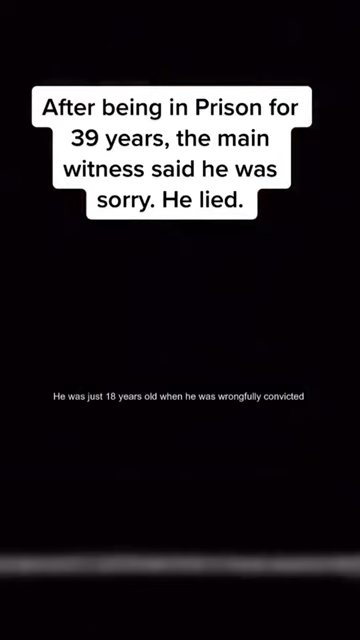 After being in Prison for
39 years, the main
witness said he was
sorry. He lied.
He was just 18 years old when he was wrongfully convicted